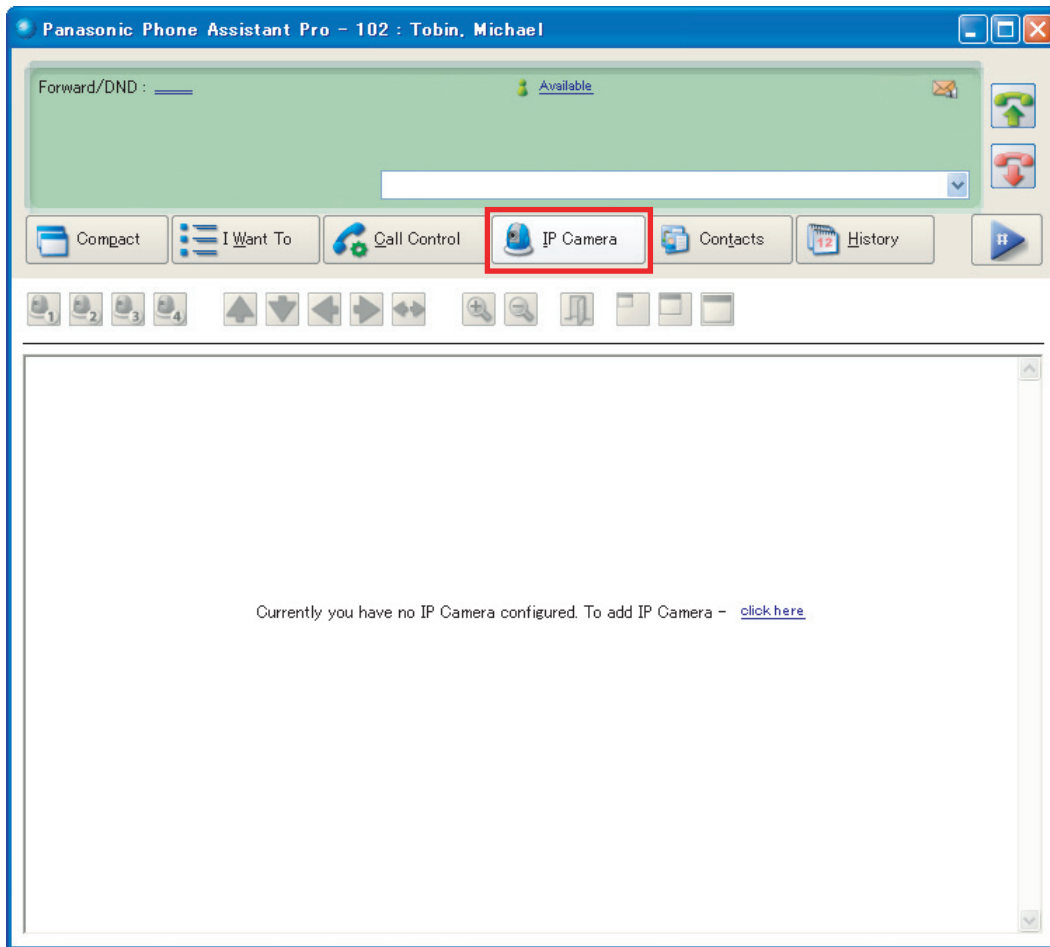 Panasonic Phone Assistant Pro - 102 : Tobin, Michael
Forward/DND : Available
Compact I Want To Call Control IP Camera Contacts 12 History #
1 2 3 4
Currently you have no IP Camera configured. To add IP Camera - click here